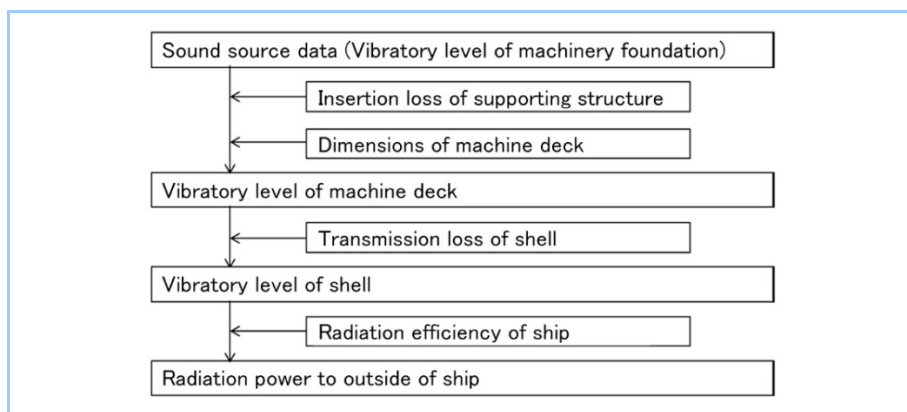 Sound source data (Vibratory level of machinery foundation)
Insertion loss of supporting structure
Dimensions of machine deck
Vibratory level of machine deck
Transmission loss of shell
Vibratory level of shell
Radiation efficiency of ship
Radiation power to outside of ship